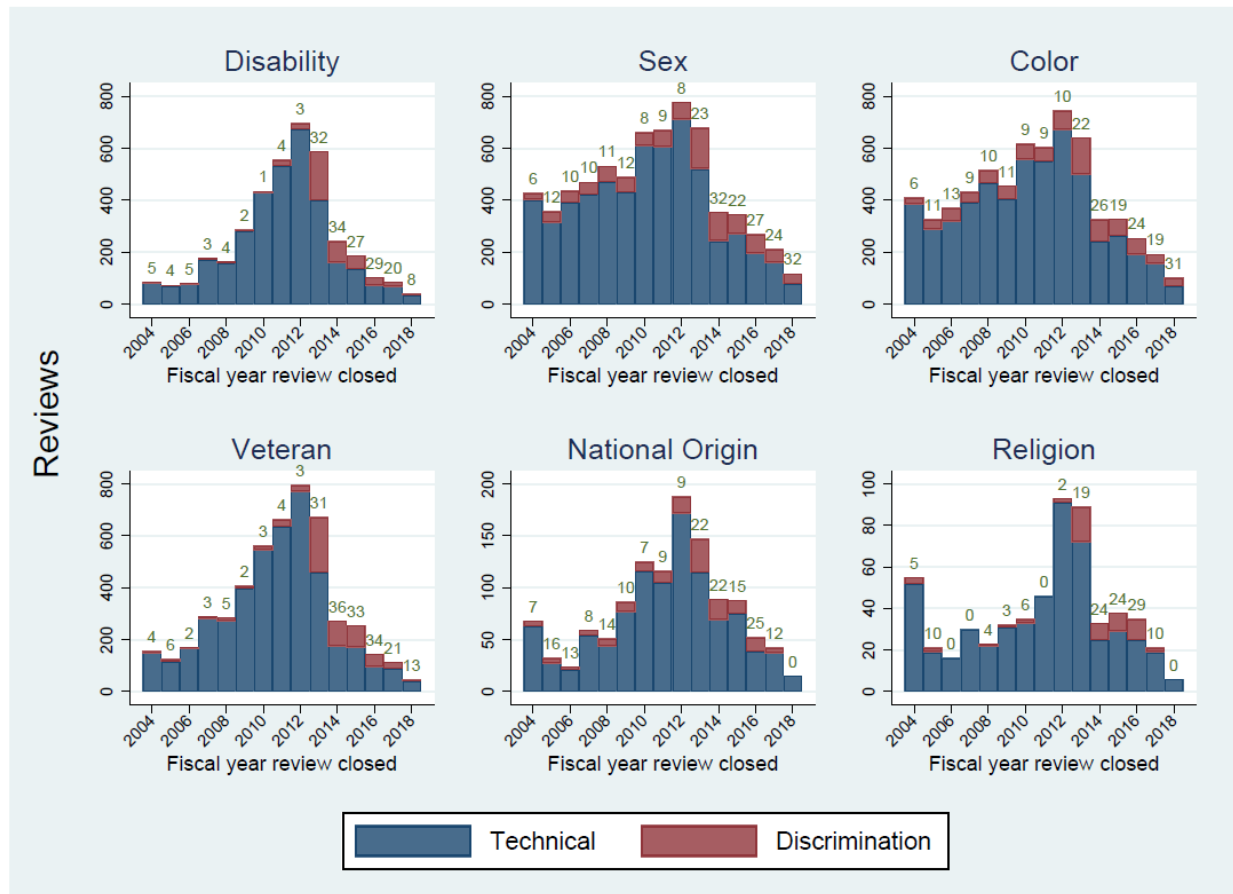 Reviews
Disability
800
600
400
200
0
5 4 5 3 4 2 1 4 3 32 34 27 29 20 8
2004 2006 2008 2010 2012 2014 2016 2018
Fiscal year review closed
Sex
800
600
400
200
0
6 12 10 10 11 12 8 9 8 23 32 22 27 24 32
2004 2006 2008 2010 2012 2014 2016 2018
Fiscal year review closed
Color
800
600
400
200
0
6 11 13 9 10 11 9 9 10 22 26 19 24 19 31
2004 2006 2008 2010 2012 2014 2016 2018
Fiscal year review closed
Veteran
800
600
400
200
0
4 6 2 3 5 2 3 4 3 31 36 33 34 21 13
2004 2006 2008 2010 2012 2014 2016 2018
Fiscal year review closed
National Origin
200
150
100
50
0
7 16 13 8 14 10 7 9 9 22 22 15 25 12 0
2004 2006 2008 2010 2012 2014 2016 2018
Fiscal year review closed
Religion
100
80
60
40
20
0
5 10 0 0 4 3 6 0 2 19 24 24 29 10 0
2004 2006 2008 2010 2012 2014 2016 2018
Fiscal year review closed
Technical
Discrimination